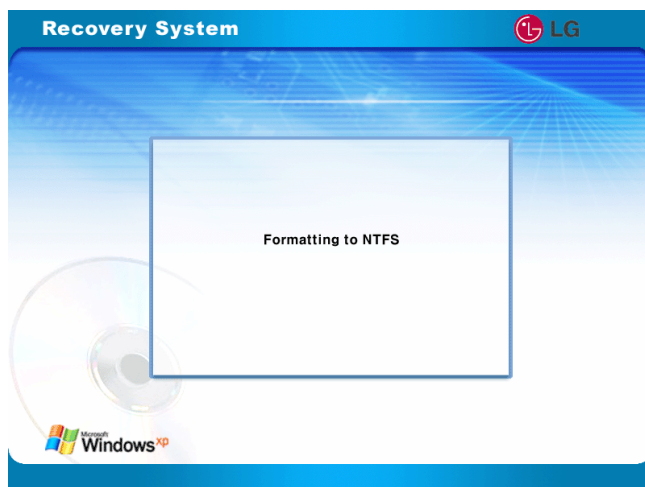 Recovery System
LG
Formatting to NTFS
Microsoft
Windows xp